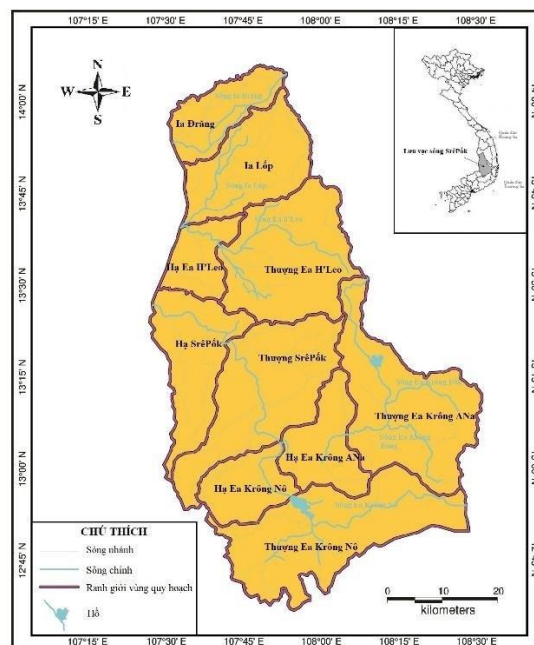 107°15' E 107°30' E 107°45' E 108°00' E 108°15' E 108°30' E
14°00' N
13°45' N
13°30' N
13°15' N
13°00' N
12°45' N
N
W E
S
Lưu vực sông SrêPốk
Ia Đrăng
Ia Lốp
Sông Ia Lốp
Hạ Ea H'Leo
Thượng Ea H'Leo
Hạ SrêPốk
Thượng SrêPốk
Thượng Ea Krông ANa
Hạ Ea Krông ANa
Hạ Ea Krông Nô
Thượng Ea Krông Nô
CHÚ THÍCH
Sông nhánh
Sông chính
Ranh giới vùng quy hoạch
Hồ
0 10 20
kilometers
107°15' E 107°30' E 107°45' E 108°00' E 108°15' E 108°30' E